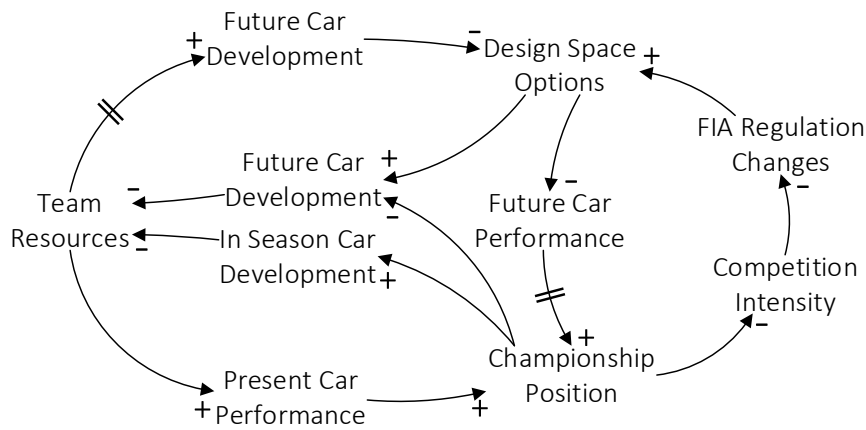 Future Car
Development
Design Space
Options
FIA Regulation
Changes
Future Car
Development
Team
Resources
Future Car
Performance
In Season Car
Development
Competition
Intensity
Championship
Position
Present Car
Performance
+
-
+
+
-
-
-
-
-
+
+
-
+
+